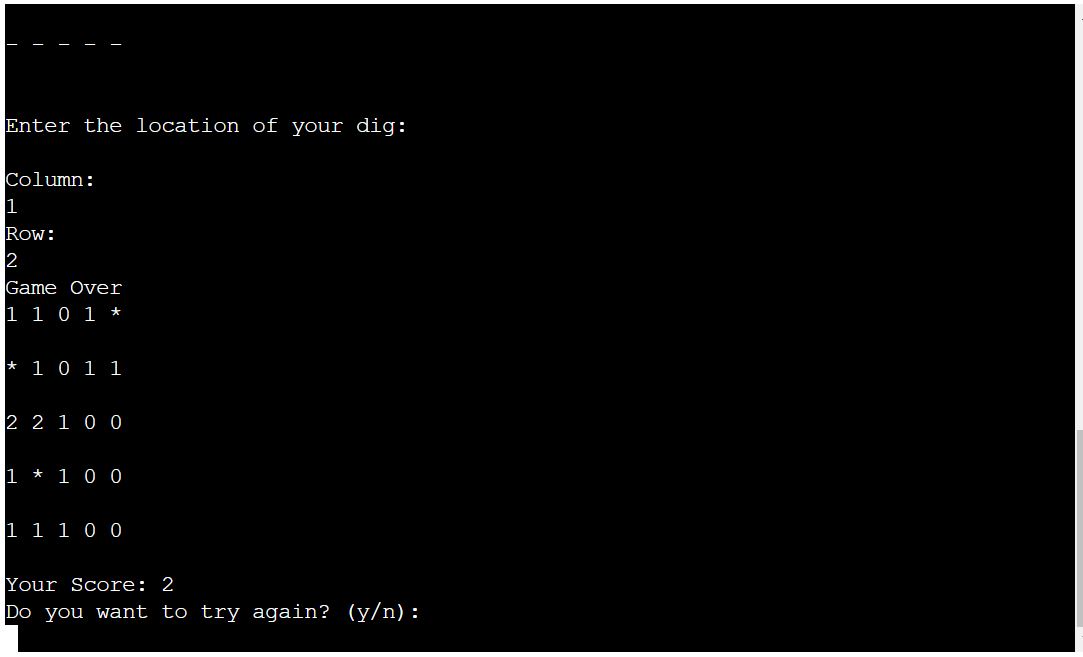 - - - - -
Enter the location of your dig:
Column:
1
Row:
2
Game Over
1 1 0 1 *
* 1 0 1 1
2 2 1 0 0
1 * 1 0 0
1 1 1 0 0
Your Score: 2
Do you want to try again? (y/n):